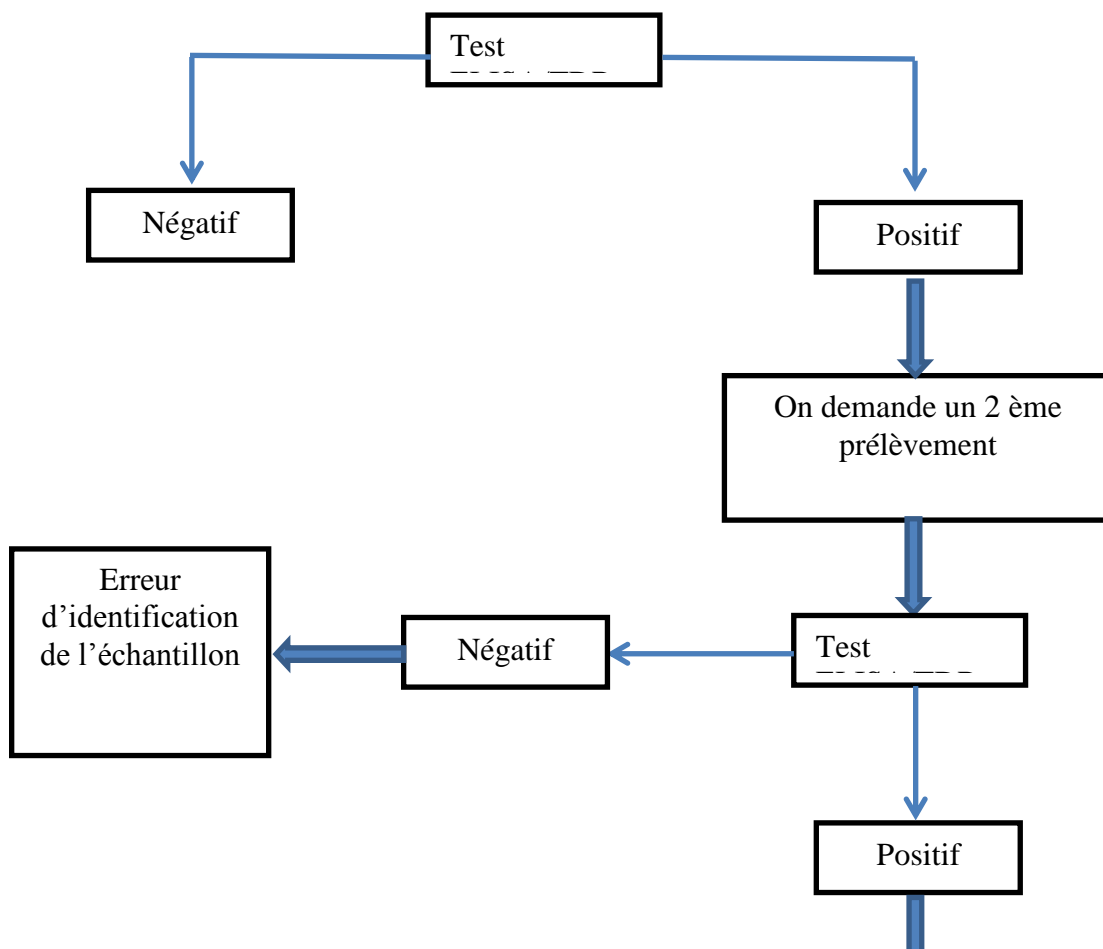 Test
Négatif
Positif
On demande un 2 ème
prélèvement
Erreur
d’identification
de l’échantillon
Négatif
Test
Positif